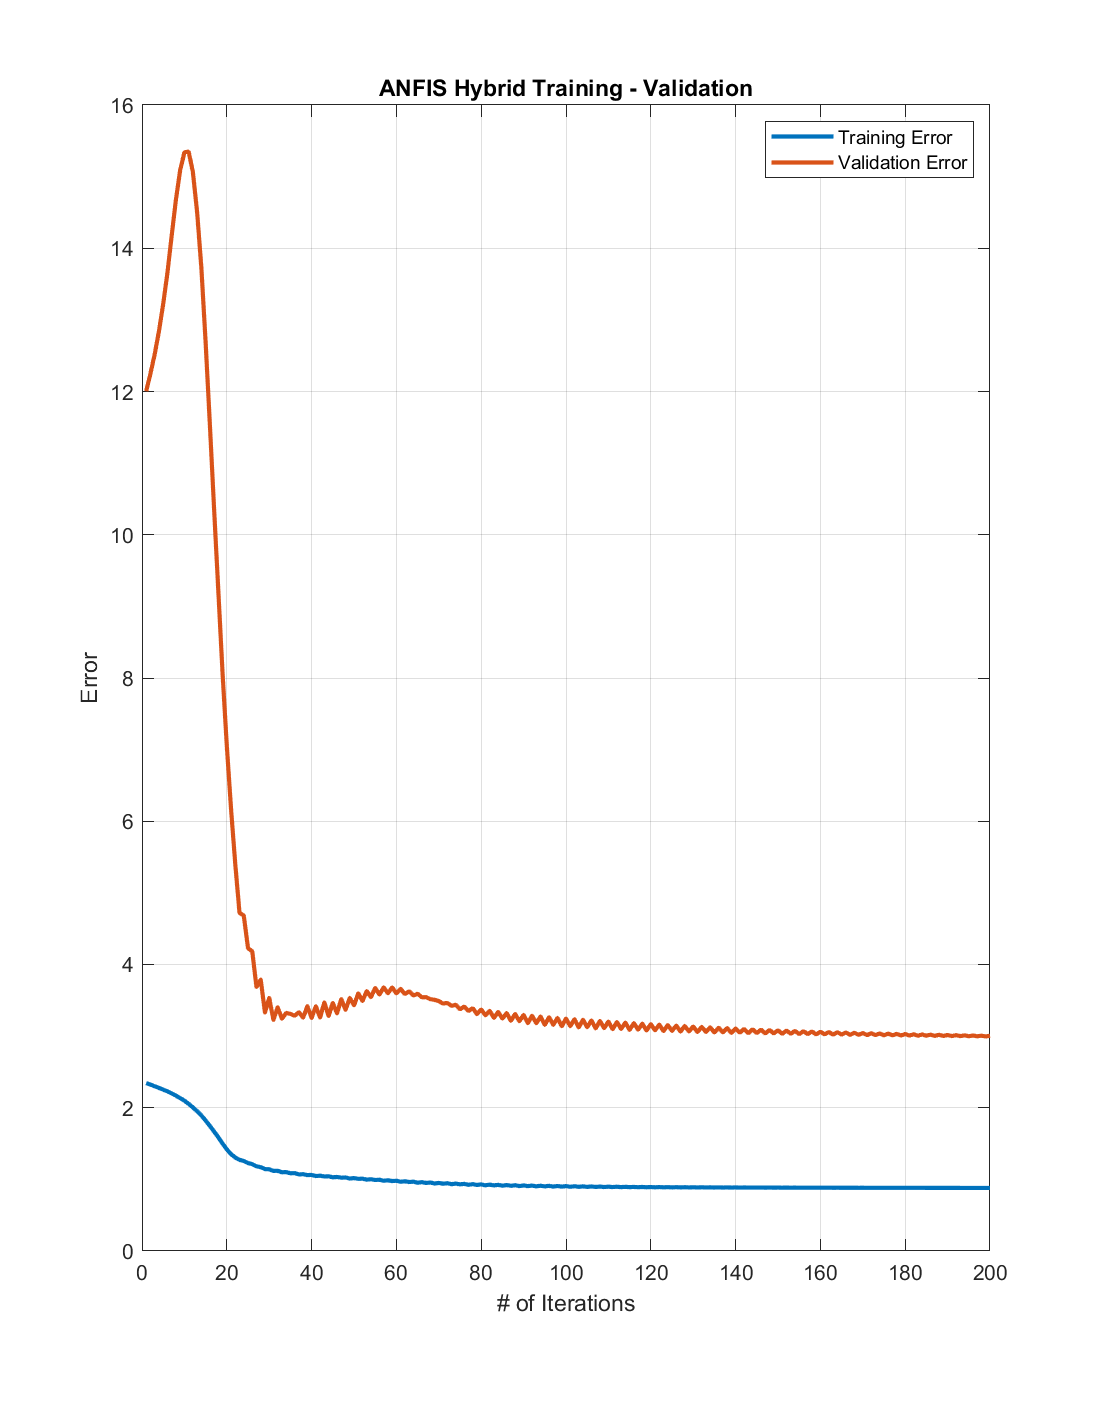 ANFIS Hybrid Training - Validation
16
14
12
10
8
6
4
2
0
Error
Training Error
Validation Error
0 20 40 60 80 100 120 140 160 180 200
# of Iterations